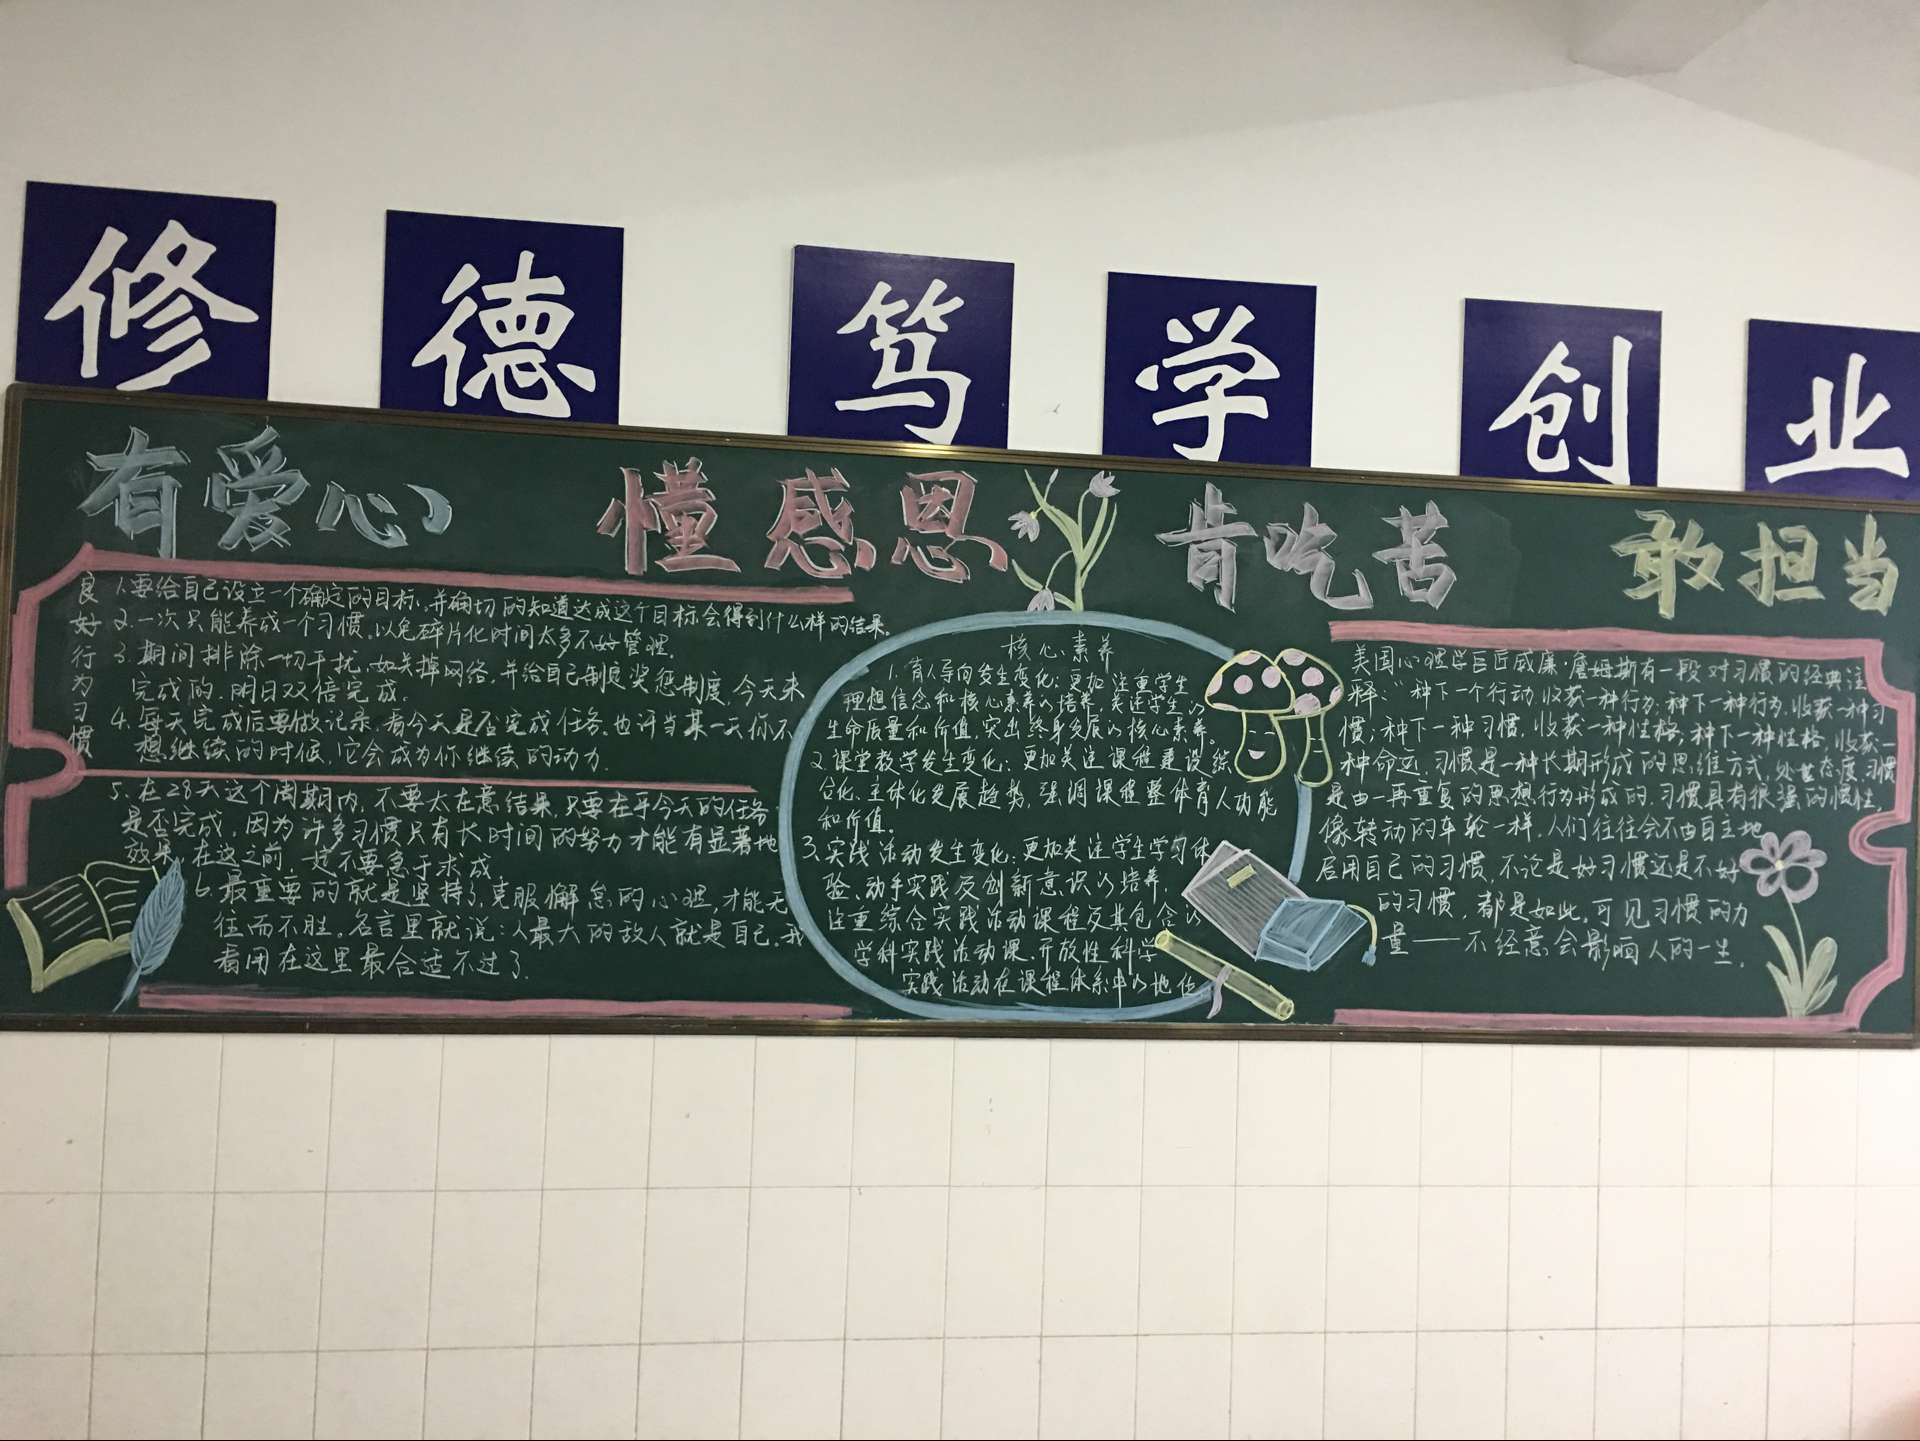 修 德 笃 学 创 业
有爱心 懂感恩 肯吃苦 敢担当
良好行为习惯
1.要给自己设立一个确定的目标,并确切的知道达成这个目标会得到什么样的结果。
2.一次只能养成一个习惯,以免碎片化时间太多不好管理。
3.期间排除一切干扰,如关掉网络,并给自己制定奖惩制度,今天未
完成的,明日双倍完成。
4.每天完成后要做记录,看今天是否完成任务,也许当某一天你不
想继续的时候,它会成为你继续的动力.
5.在28天这个周期内,不要太在意结果,只要在乎今天的任务
是否完成,因为许多习惯只有长时间的努力才能有显著地
效果,在这之前,一定不要急于求成.
6.最重要的就是坚持了,克服懈怠的心理,才能无
往而不胜。名言里就说:人最大的敌人就是自己,我
看用在这里最合适不过了.
核心素养
1.育人导向发生变化:更加注重学生
理想信念和核心素养的培养,关注学生的
生命质量和价值,突出终身发展的核心素养。
2.课堂教学发生变化:更加关注课程建设综
合化、主体化发展趋势,强调课程整体育人功能
和价值。
3.实践活动发生变化:更加关注学生学习体
验、动手实践及创新意识的培养,
注重综合实践活动课程及其包含的
学科实践活动课、开放性科学
实践活动在课程体系中的地位
美国心理学巨匠威廉·詹姆斯有一段对习惯的经典注
释:“种下一个行动,收获一种行为;种下一种行为,收获一种习
惯;种下一种习惯,收获一种性格;种下一种性格,收获一
种命运,习惯是一种长期形成的思维方式,处世态度,习惯
是由一再重复的思想行为形成的,习惯具有很强的惯性,
像转动的车轮一样.人们往往会不由自主地
启用自己的习惯,不论是好习惯还是不好
的习惯,都是如此,可见习惯的力
量——不经意会影响人的一生.